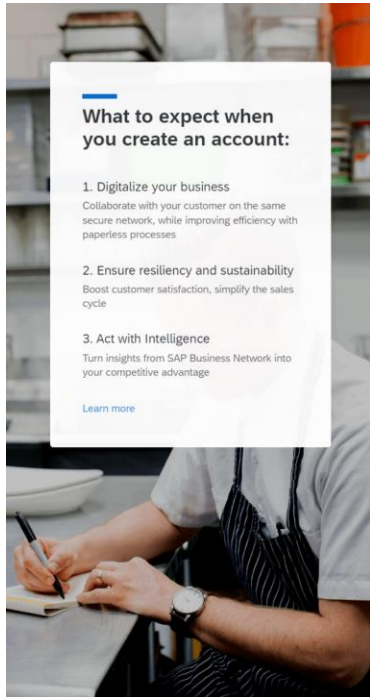 What to expect when
you create an account:
1. Digitalize your business
Collaborate with your customer on the same
secure network, while improving efficiency with
paperless processes
2. Ensure resiliency and sustainability
Boost customer satisfaction, simplify the sales
cycle
3. Act with Intelligence
Turn insights from SAP Business Network into
your competitive advantage
Learn more